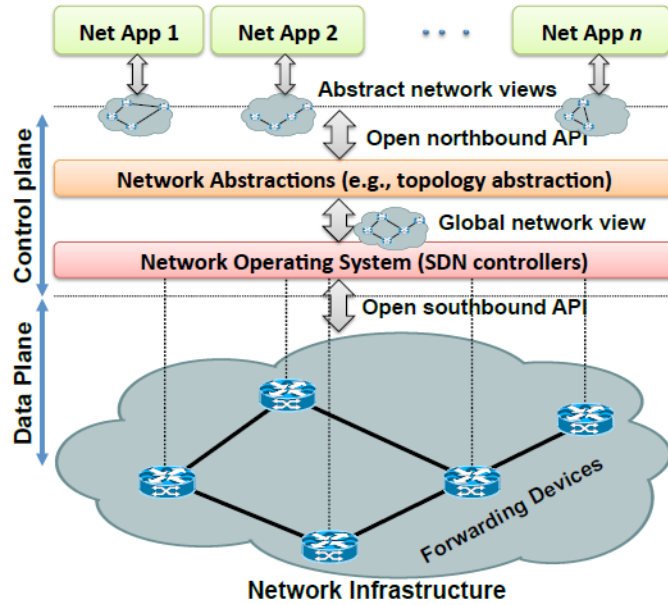 Net App 1
Net App 2
. . .
Net App n
Abstract network views
Open northbound API
Control plane
Network Abstractions (e.g., topology abstraction)
Global network view
Network Operating System (SDN controllers)
Open southbound API
Data Plane
Forwarding Devices
Network Infrastructure